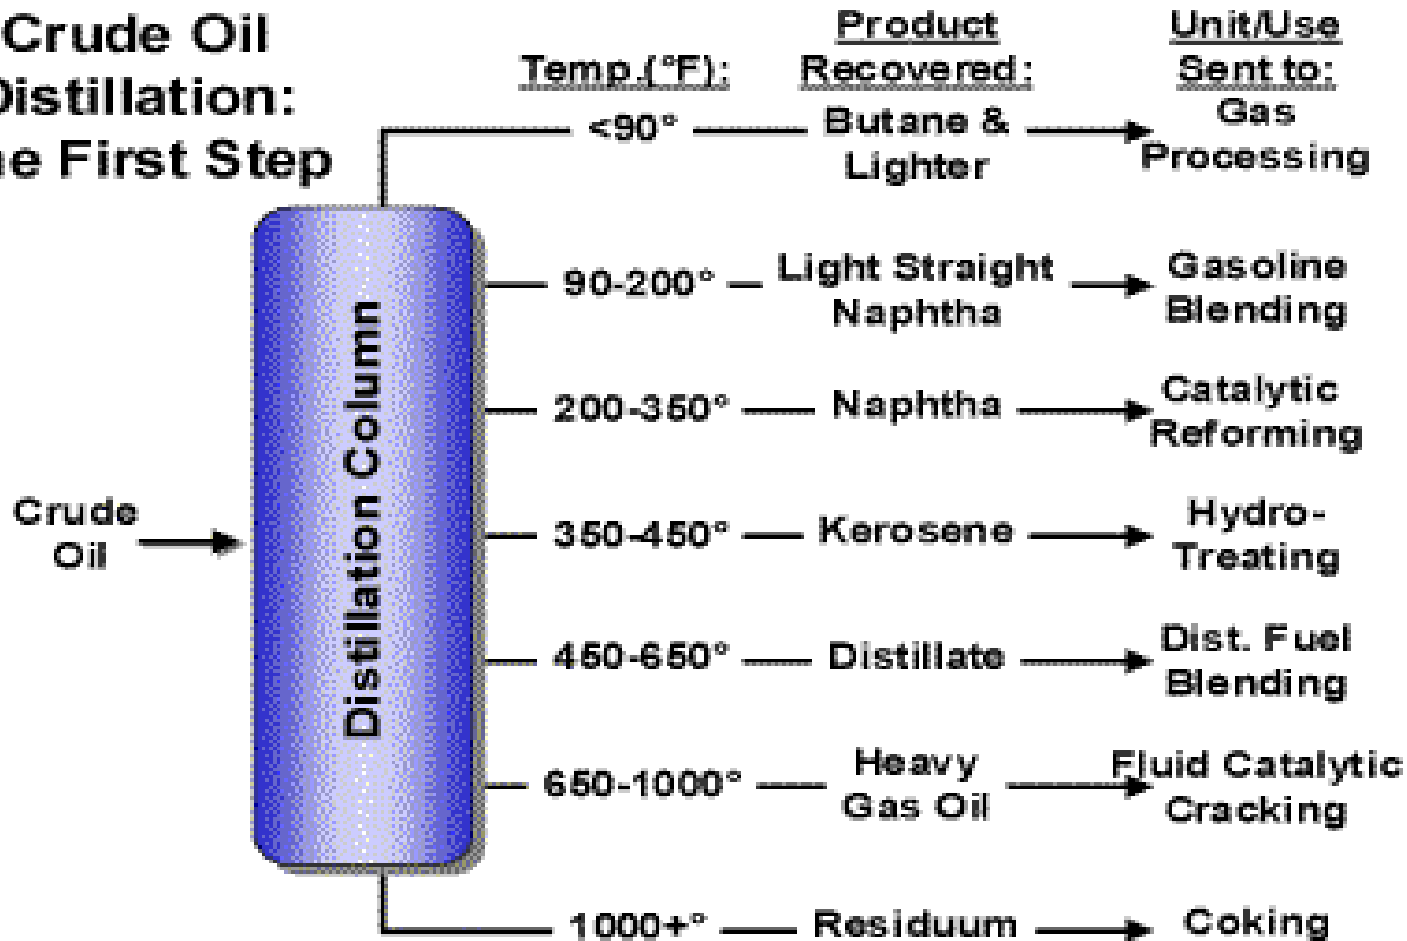 Crude Oil
Distillation:
he First Step
Temp.(°F):
Product
Recovered:
Unit/Use
Sent to:
<90°
Butane &
Lighter
Gas
Processing
90-200°
Light Straight
Naphtha
Gasoline
Blending
200-350°
Naphtha
Catalytic
Reforming
Crude
Oil
Distillation Column
350-450°
Kerosene
Hydro-
Treating
450-650°
Distillate
Dist. Fuel
Blending
650-1000°
Heavy
Gas Oil
Fluid Catalytic
Cracking
1000+°
Residuum
Coking